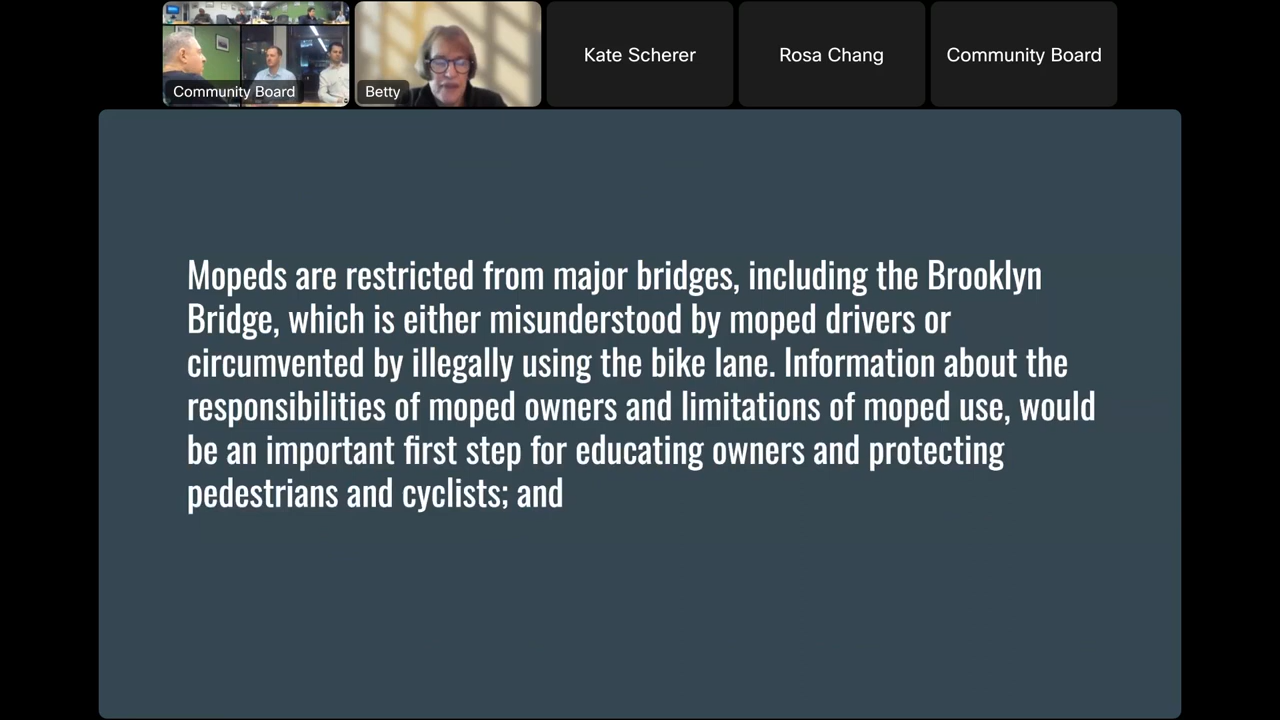 Community Board
Betty
Kate Scherer
Rosa Chang
Community Board
Mopeds are restricted from major bridges, including the Brooklyn
Bridge, which is either misunderstood by moped drivers or
circumvented by illegally using the bike lane. Information about the
responsibilities of moped owners and limitations of moped use, would
be an important first step for educating owners and protecting
pedestrians and cyclists; and